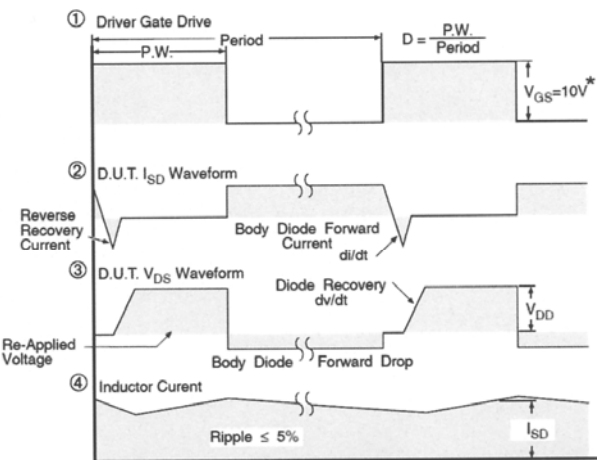 ① Driver Gate Drive
Period
P.W.
D = P.W. / Period
V_GS=10V*
② D.U.T. I_SD Waveform
Reverse
Recovery
Current
Body Diode Forward
Current
di/dt
③ D.U.T. V_DS Waveform
Diode Recovery
dv/dt
V_DD
Re-Applied
Voltage
Body Diode Forward Drop
④ Inductor Curent
Ripple ≤ 5%
I_SD